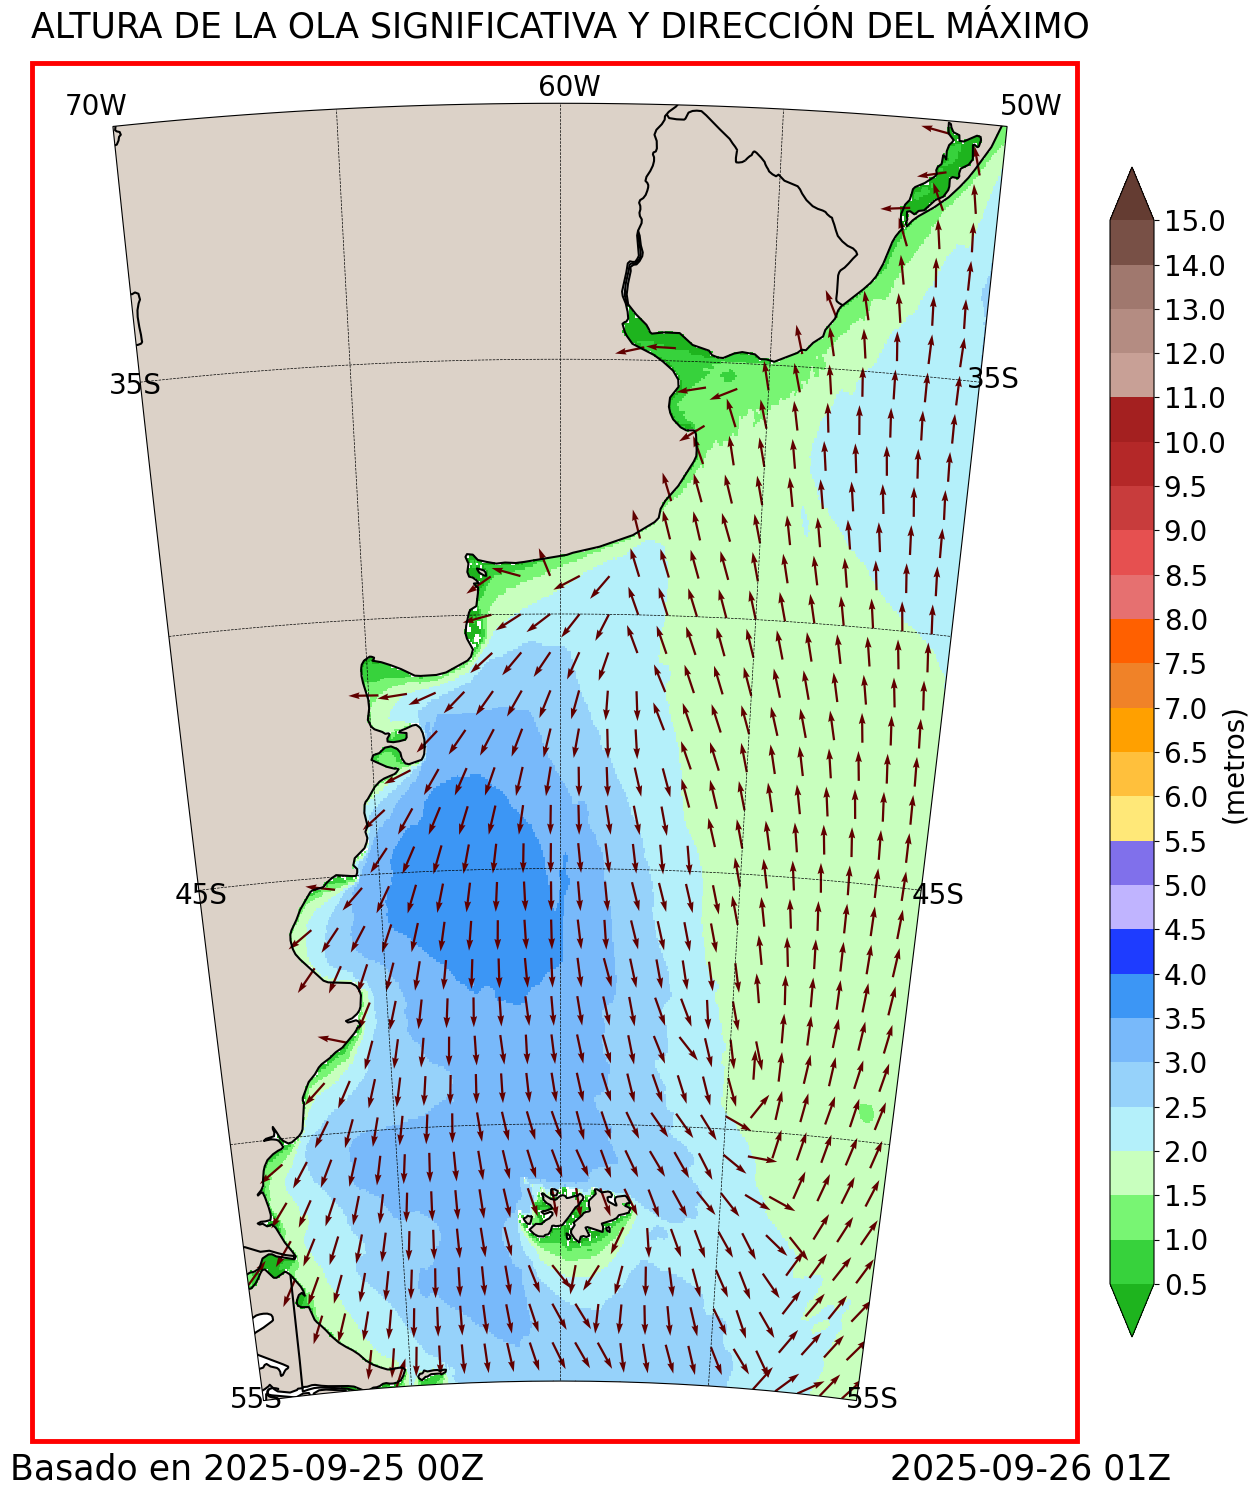 ALTURA DE LA OLA SIGNIFICATIVA Y DIRECCIÓN DEL MÁXIMO
70W
60W
50W
35S
35S
45S
45S
55S
55S
15.0
14.0
13.0
12.0
11.0
10.0
9.5
9.0
8.5
8.0
7.5
7.0
6.5
6.0
5.5
5.0
4.5
4.0
3.5
3.0
2.5
2.0
1.5
1.0
0.5
(metros)
Basado en 2025-09-25 00Z
2025-09-26 01Z